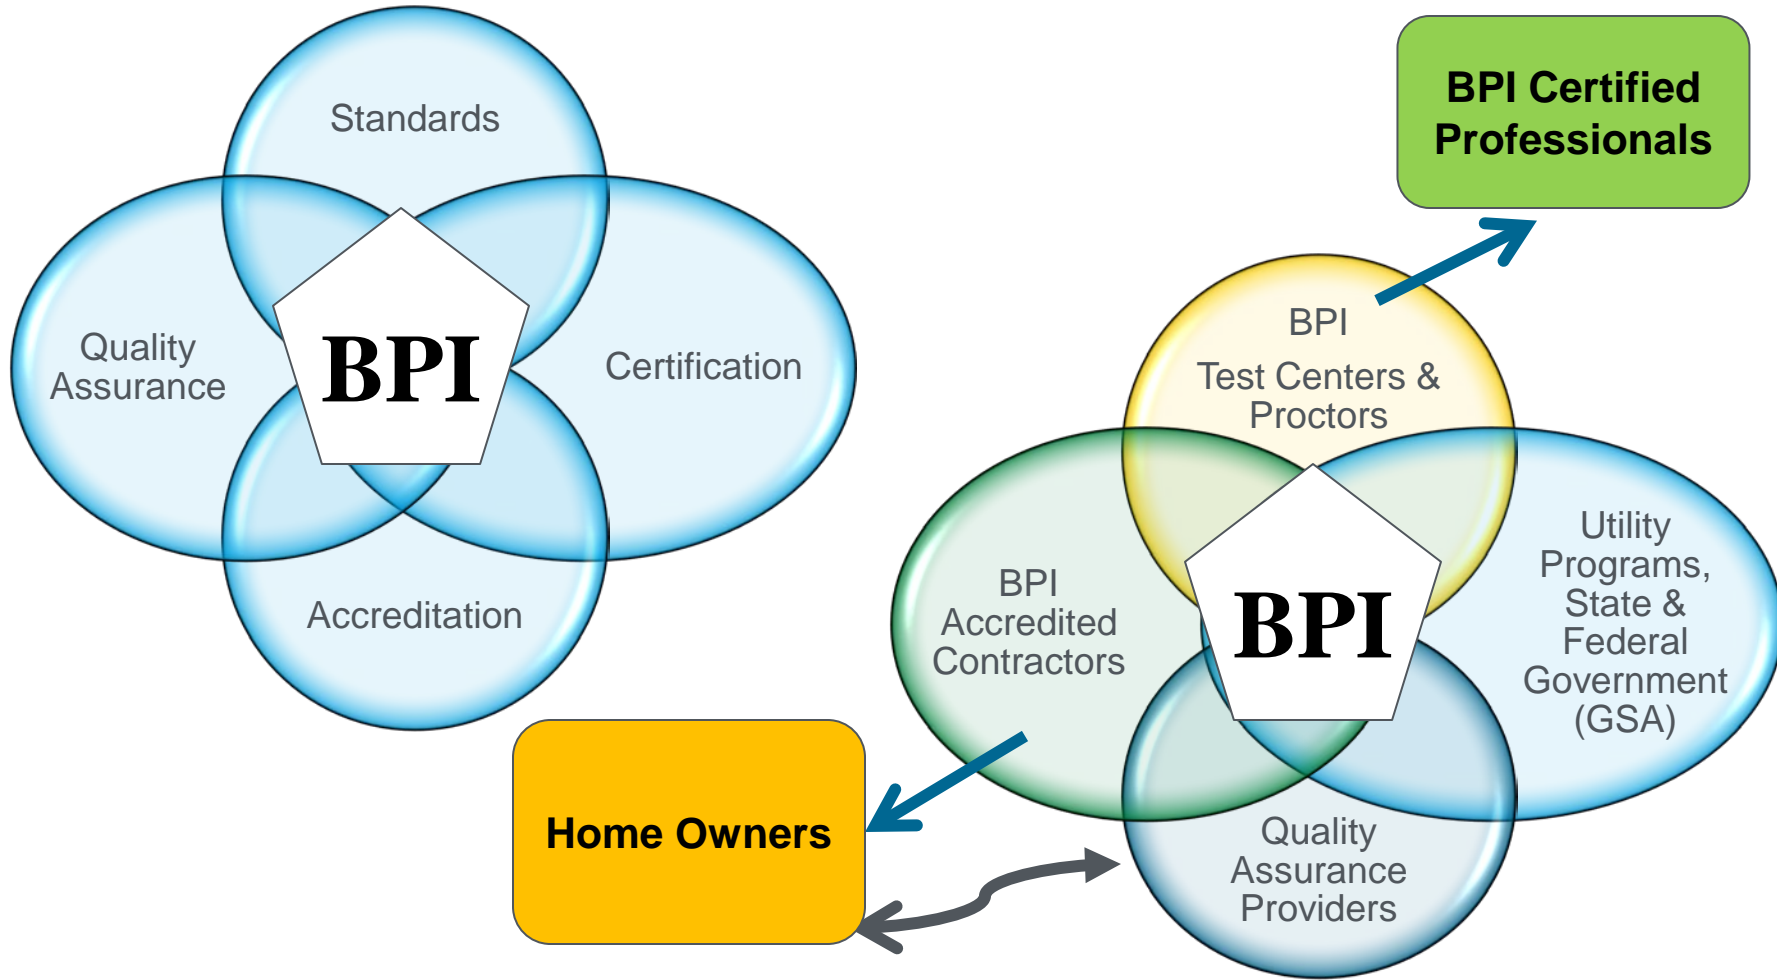 Standards
Quality
Assurance
BPI
Certification
Accreditation
BPI Certified
Professionals
BPI
Test Centers &
Proctors
BPI
Accredited
Contractors
BPI
Utility
Programs,
State &
Federal
Government
(GSA)
Quality
Assurance
Providers
Home Owners